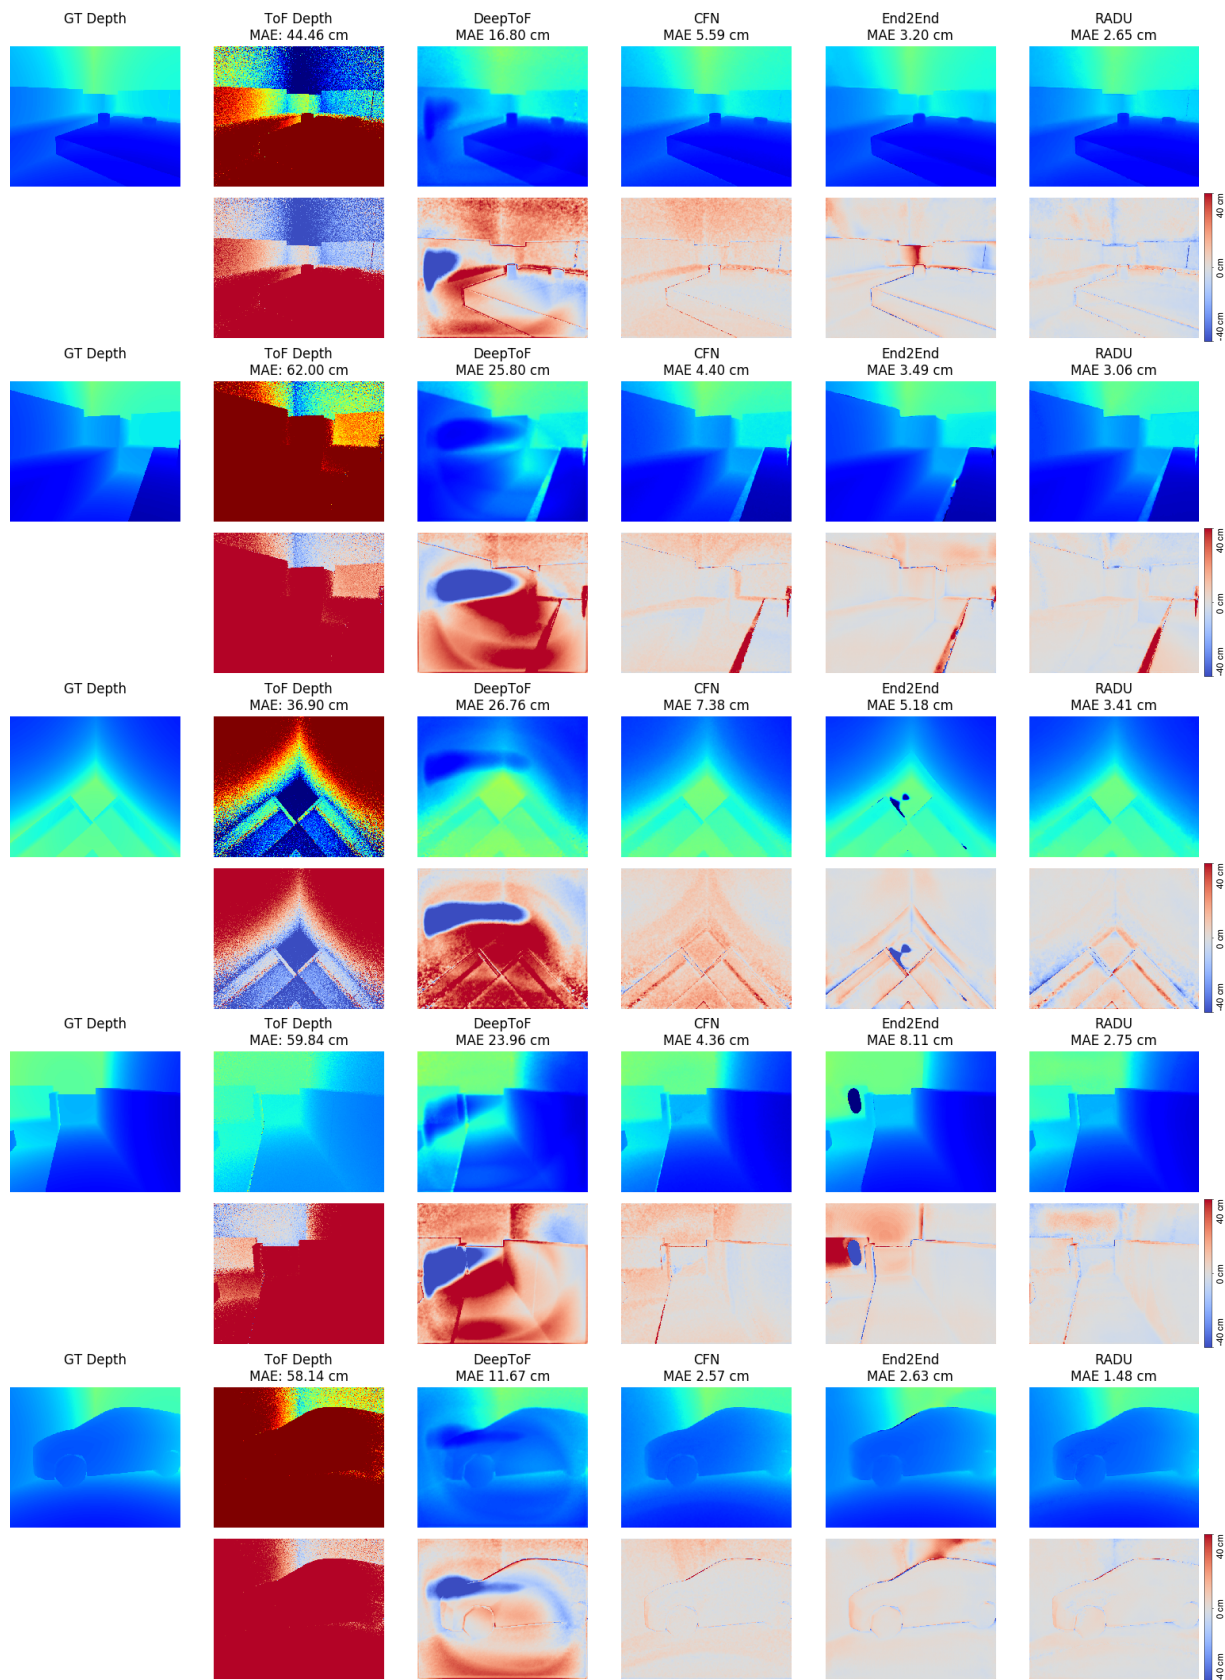 GT Depth
ToF Depth
MAE: 44.46 cm
DeepToF
MAE 16.80 cm
CFN
MAE 5.59 cm
End2End
MAE 3.20 cm
RADU
MAE 2.65 cm
40 cm
0 cm
-40 cm
GT Depth
ToF Depth
MAE: 62.00 cm
DeepToF
MAE 25.80 cm
CFN
MAE 4.40 cm
End2End
MAE 3.49 cm
RADU
MAE 3.06 cm
40 cm
0 cm
-40 cm
GT Depth
ToF Depth
MAE: 36.90 cm
DeepToF
MAE 26.76 cm
CFN
MAE 7.38 cm
End2End
MAE 5.18 cm
RADU
MAE 3.41 cm
40 cm
0 cm
-40 cm
GT Depth
ToF Depth
MAE: 59.84 cm
DeepToF
MAE 23.96 cm
CFN
MAE 4.36 cm
End2End
MAE 8.11 cm
RADU
MAE 2.75 cm
40 cm
0 cm
-40 cm
GT Depth
ToF Depth
MAE: 58.14 cm
DeepToF
MAE 11.67 cm
CFN
MAE 2.57 cm
End2End
MAE 2.63 cm
RADU
MAE 1.48 cm
40 cm
0 cm
-40 cm